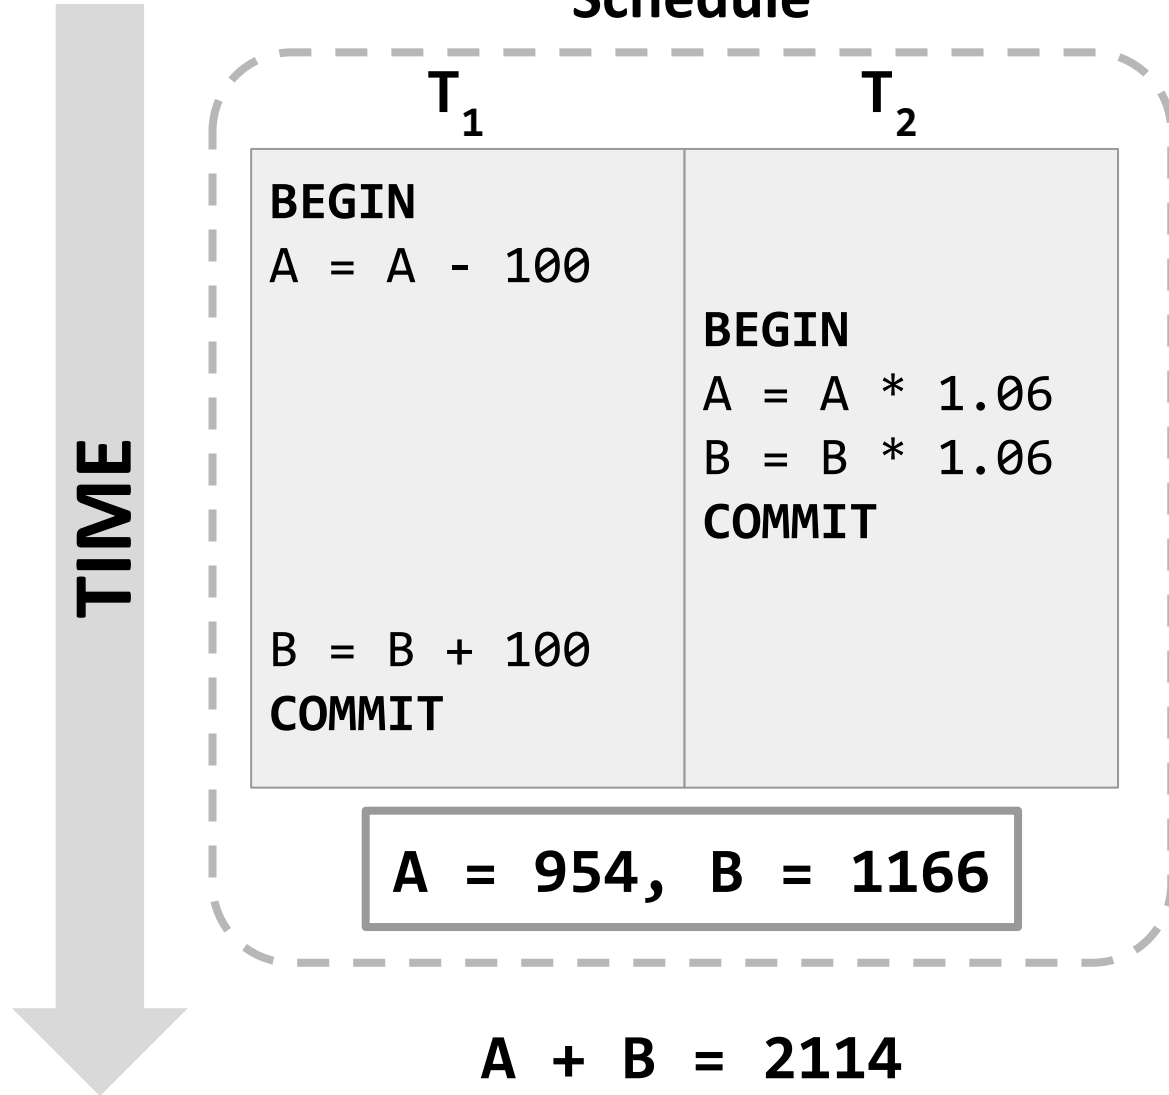 Schedule
T1 T2
BEGIN
A = A - 100
BEGIN
A = A * 1.06
B = B * 1.06
COMMIT
B = B + 100
COMMIT
TIME
A = 954, B = 1166
A + B = 2114